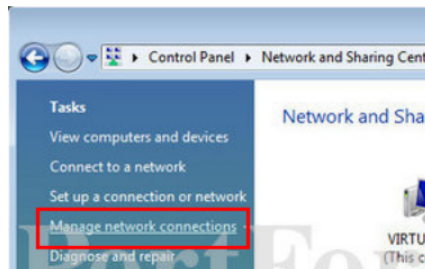 Control Panel ▸ Network and Sharing Cent
Tasks
View computers and devices
Connect to a network
Set up a connection or network
Manage network connections
Diagnose and repair
Network and Sha
VIRTU
(This c
PortFor